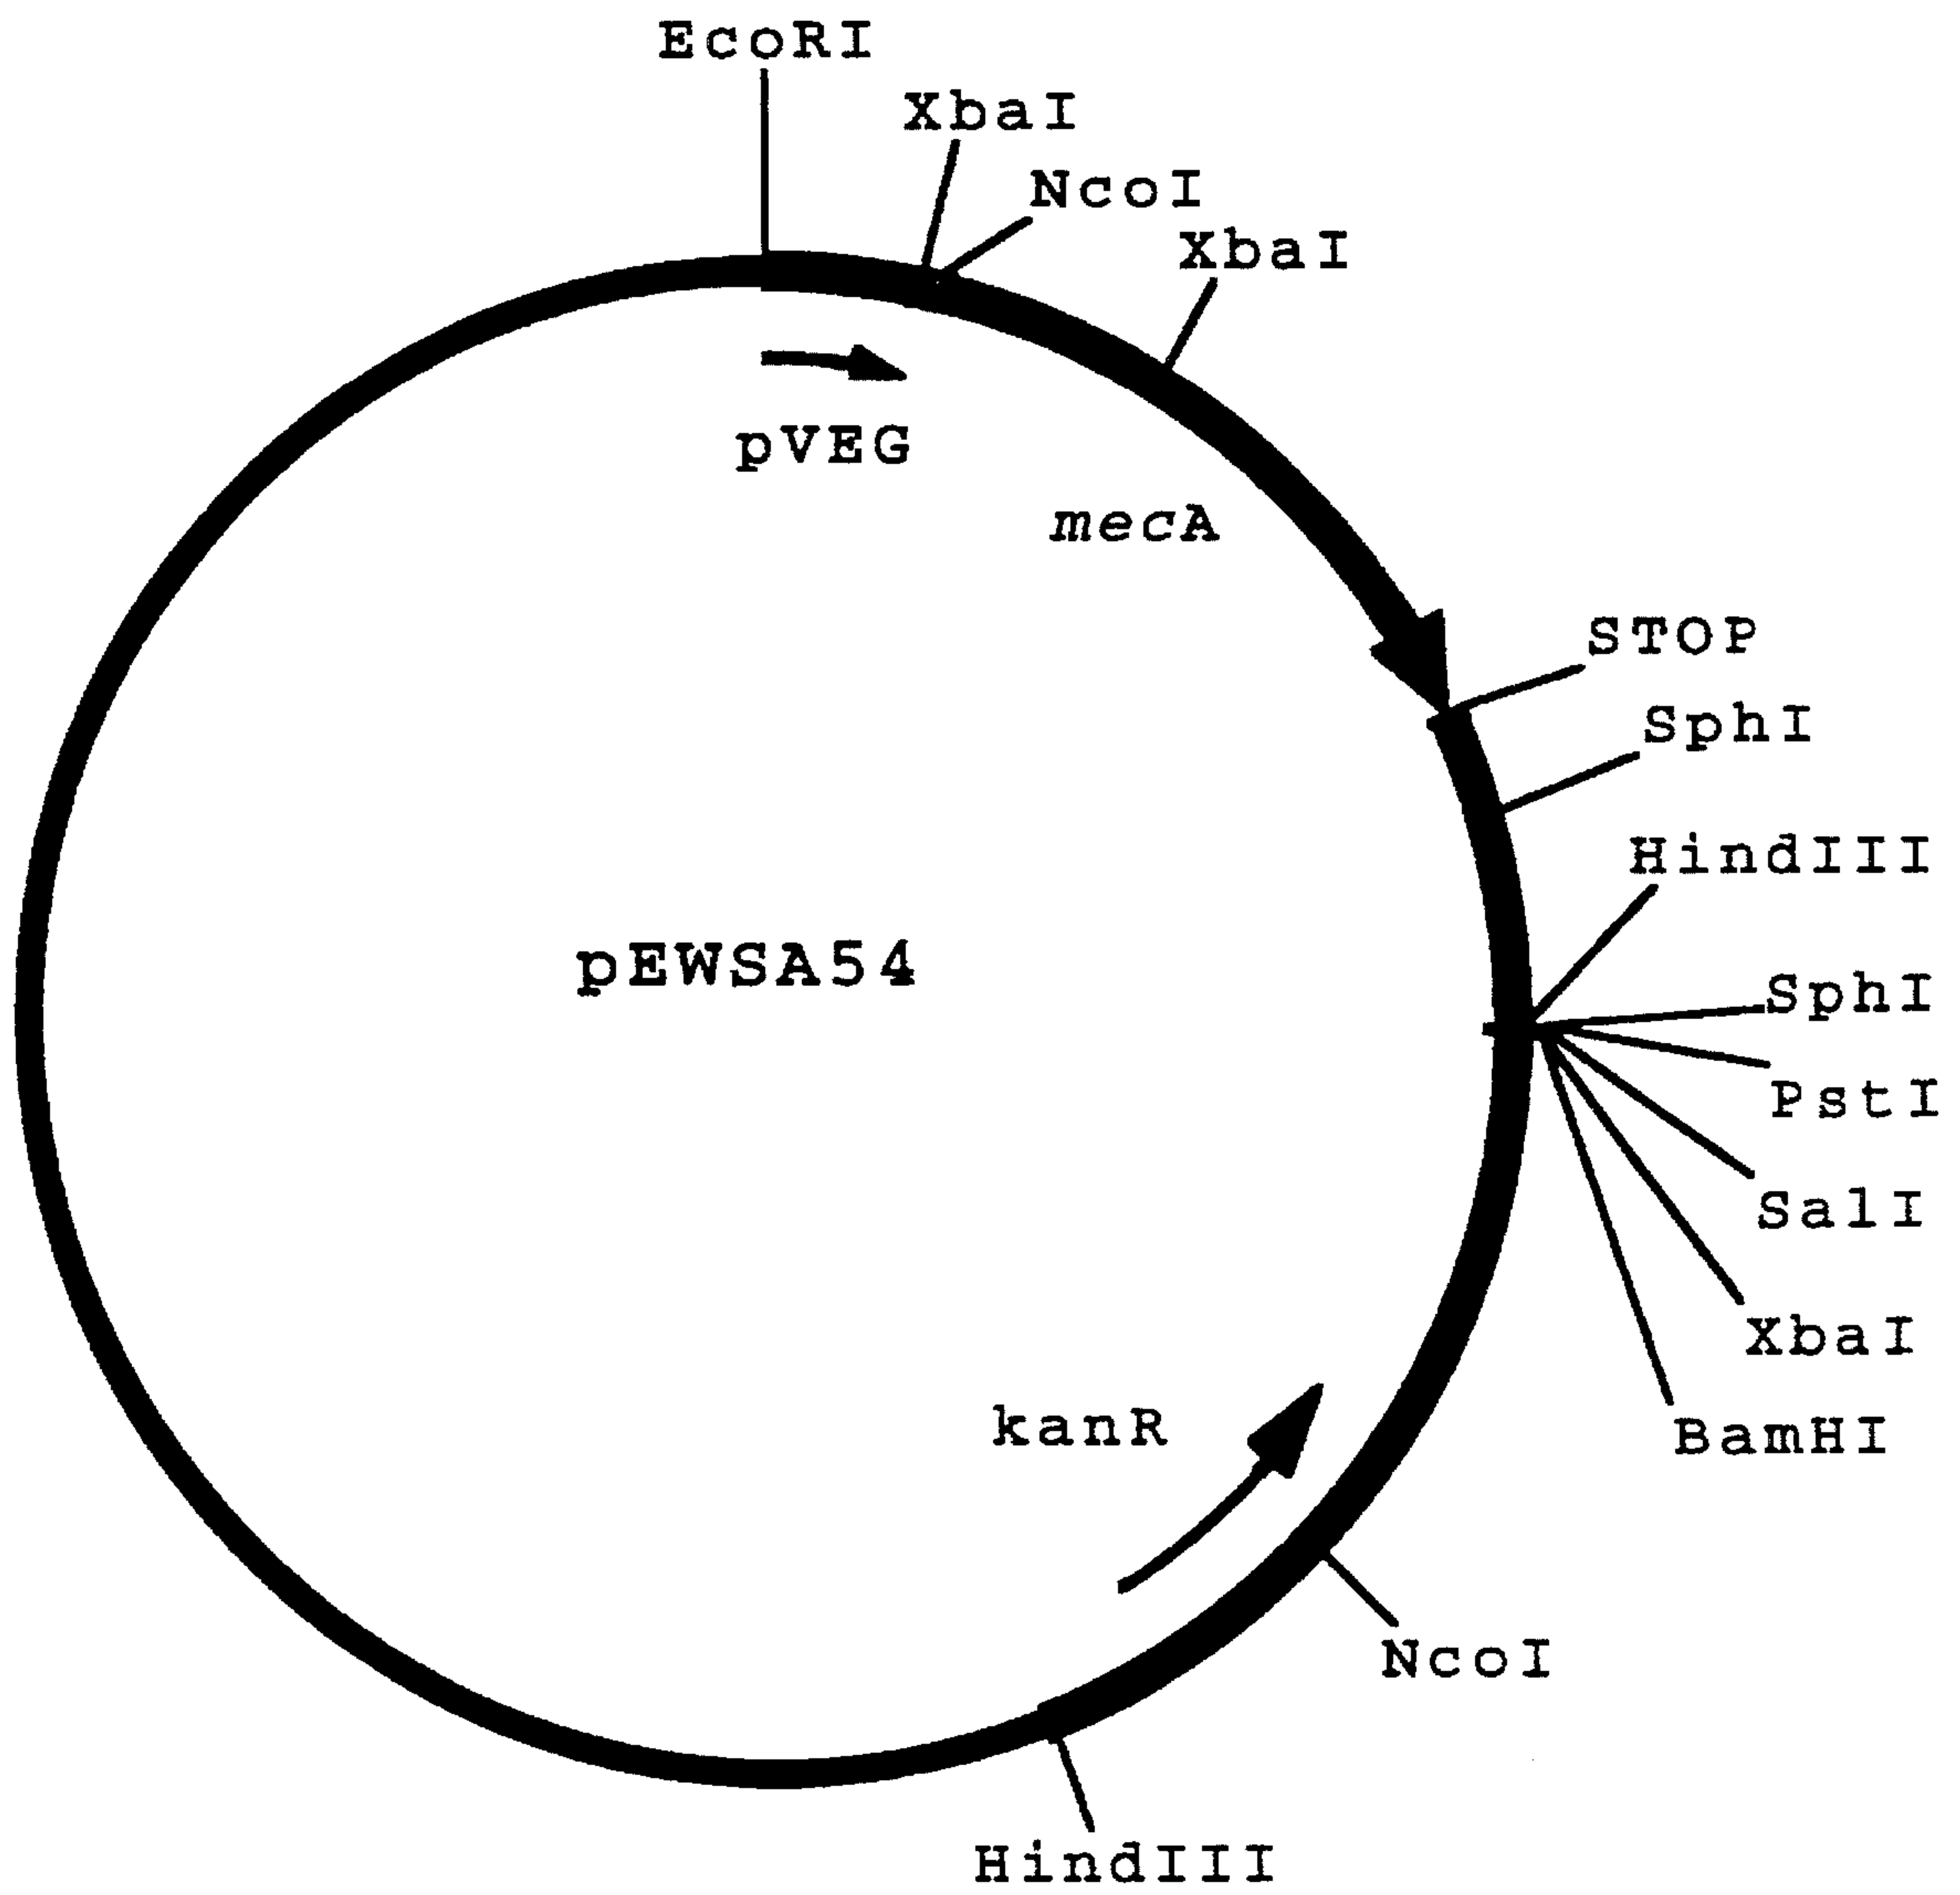 EcoRI
XbaI
NcoI
XbaI
pVEG
mecA
STOP
SphI
HindIII
pEWSA54
SphI
PstI
SalI
XbaI
kanR
BamHI
NcoI
HindIII